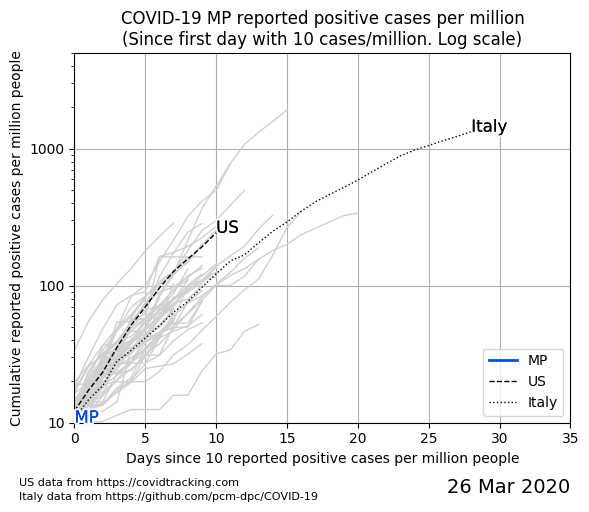 COVID-19 MP reported positive cases per million
(Since first day with 10 cases/million. Log scale)
Cumulative reported positive cases per million people
1000
100
10
Italy
US
MP
MP
US
Italy
0 5 10 15 20 25 30 35
Days since 10 reported positive cases per million people
US data from https://covidtracking.com
Italy data from https://github.com/pcm-dpc/COVID-19
26 Mar 2020